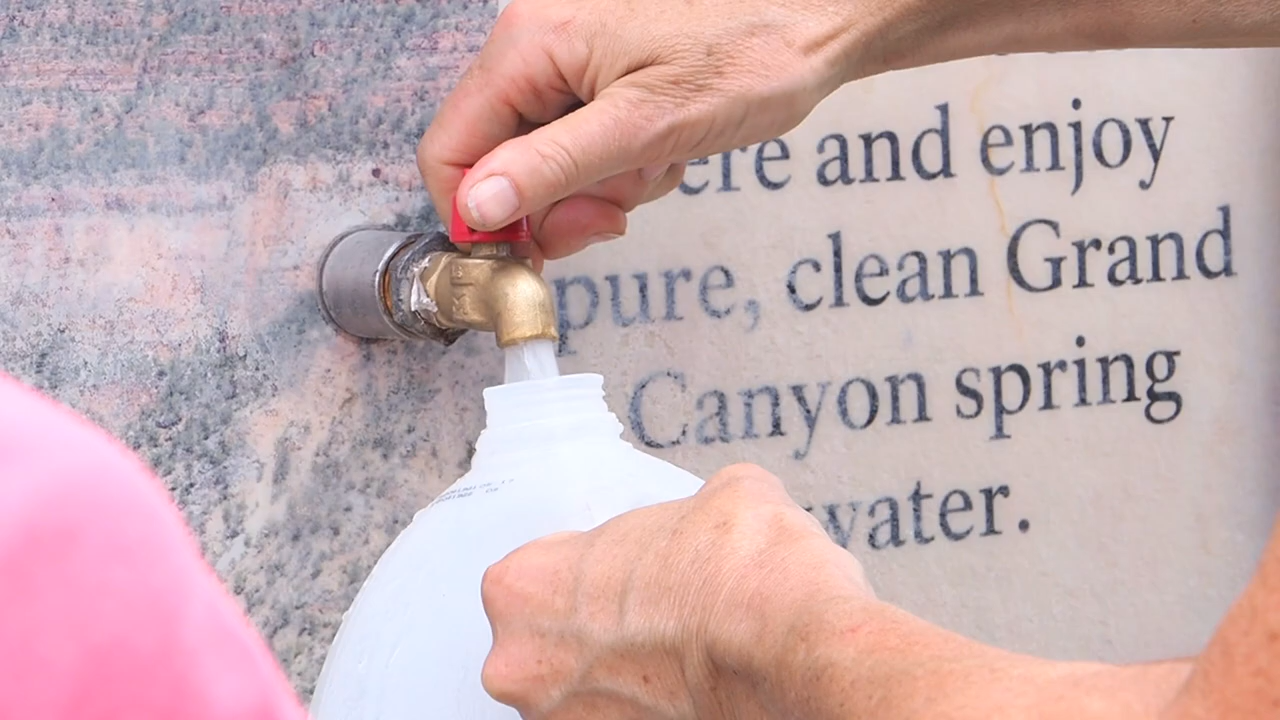 ere and enjoy
pure, clean Grand
Canyon spring
water.